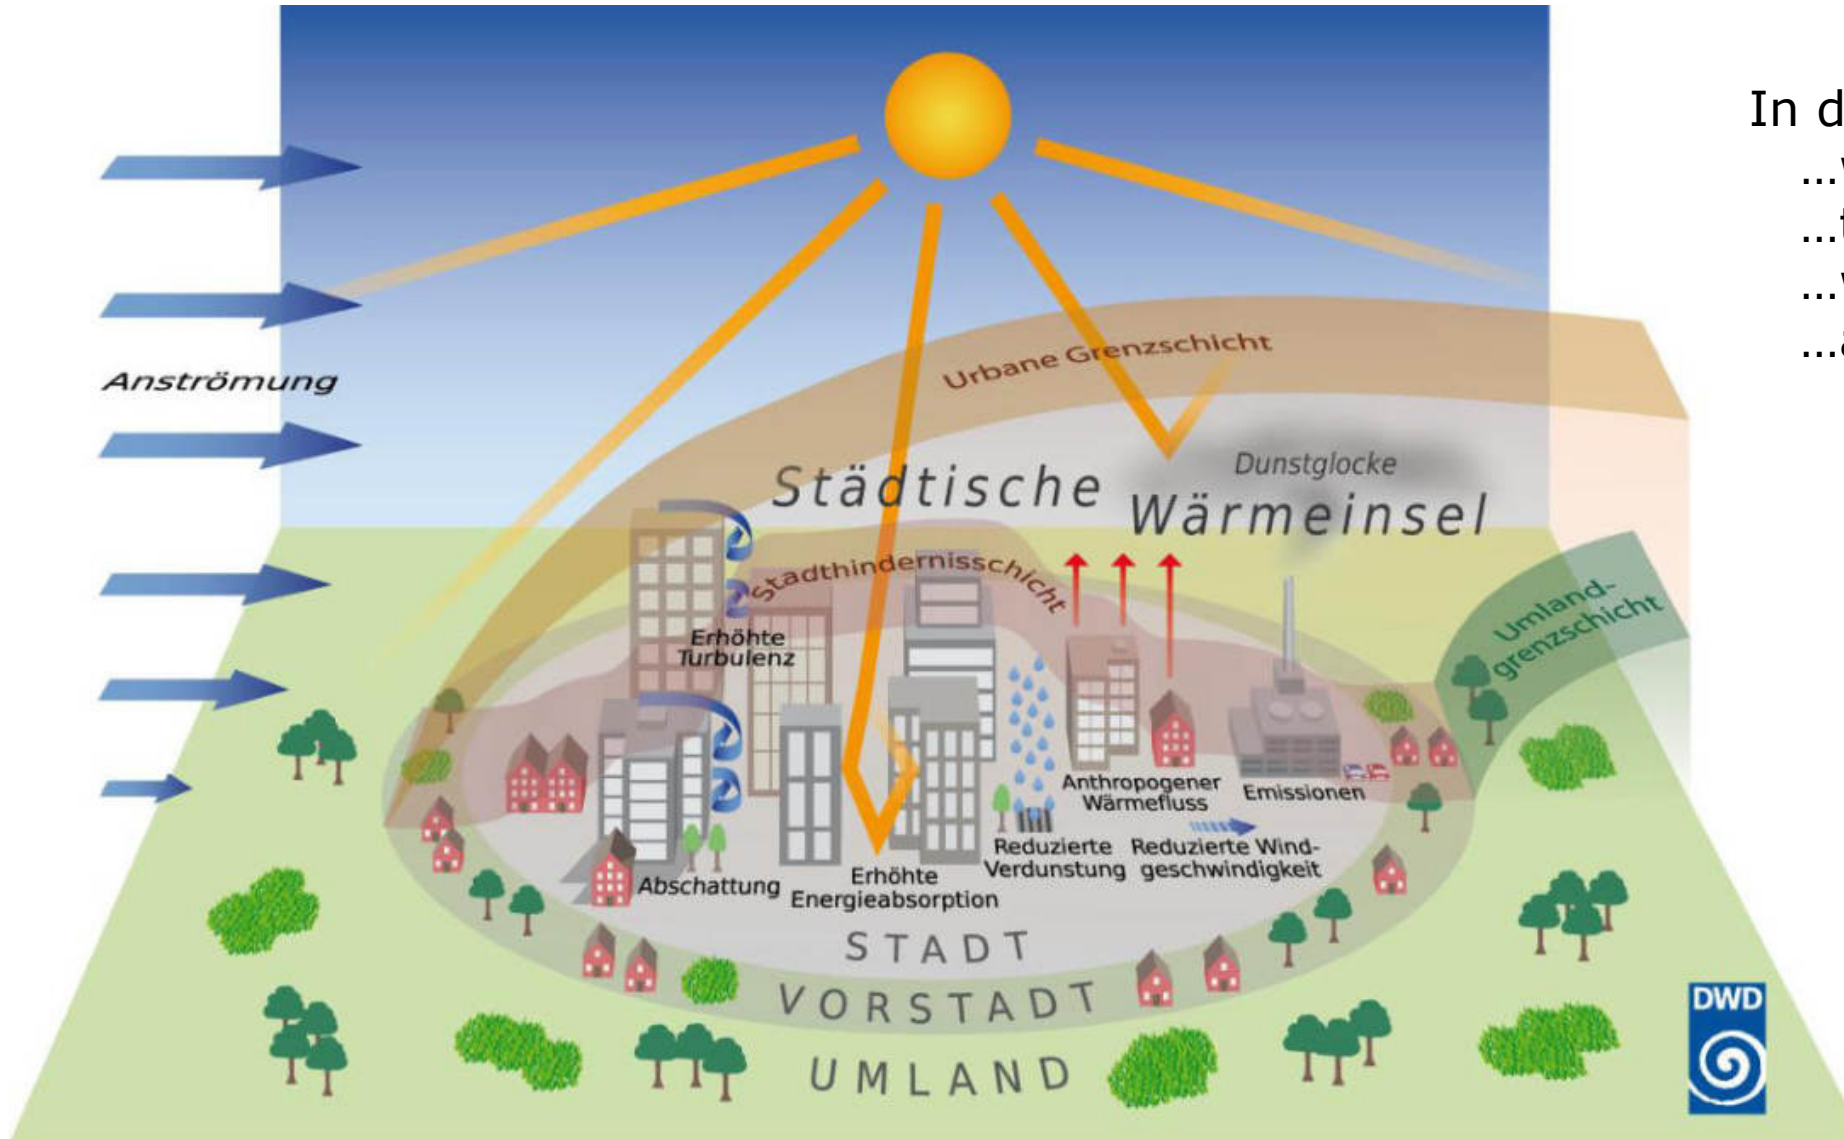 In d
...
...
...
...
Anströmung
Urbane Grenzschicht
Städtische
Dunstglocke
Wärmeinsel
Stadthindernisschicht
Umland-
grenzschicht
Erhöhte
Turbulenz
Anthropogener
Wärmefluss
Emissionen
Reduzierte
Verdunstung
Reduzierte Wind-
geschwindigkeit
Abschattung
Erhöhte
Energieabsorption
STADT
VORSTADT
UMLAND
DWD